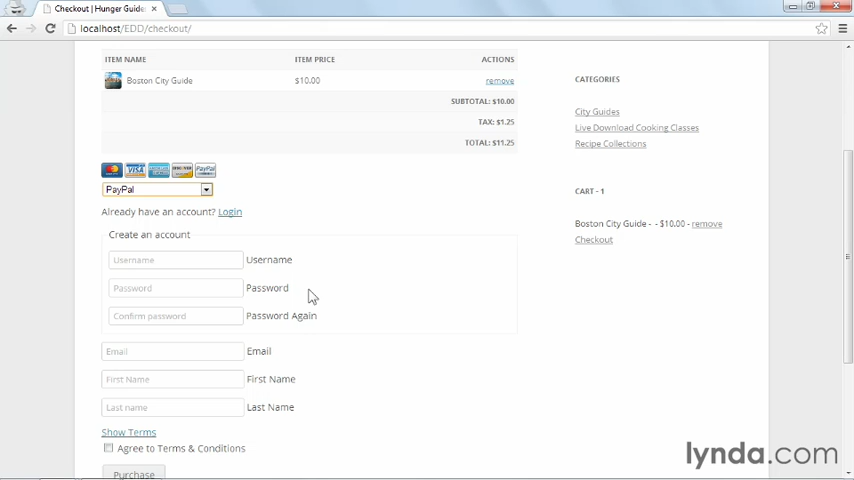 Checkout | Hunger Guide
localhost/EDD/checkout/
ITEM NAME ITEM PRICE ACTIONS
Boston City Guide $10.00 remove
SUBTOTAL: $10.00
TAX: $1.25
TOTAL: $11.25
VISA PayPal
PayPal
Already have an account? Login
Create an account
Username Username
Password Password
Confirm password Password Again
Email Email
First Name First Name
Last name Last Name
Show Terms
Agree to Terms & Conditions
Purchase
CATEGORIES
City Guides
Live Download Cooking Classes
Recipe Collections
CART - 1
Boston City Guide - - $10.00 - remove
Checkout
lynda.com